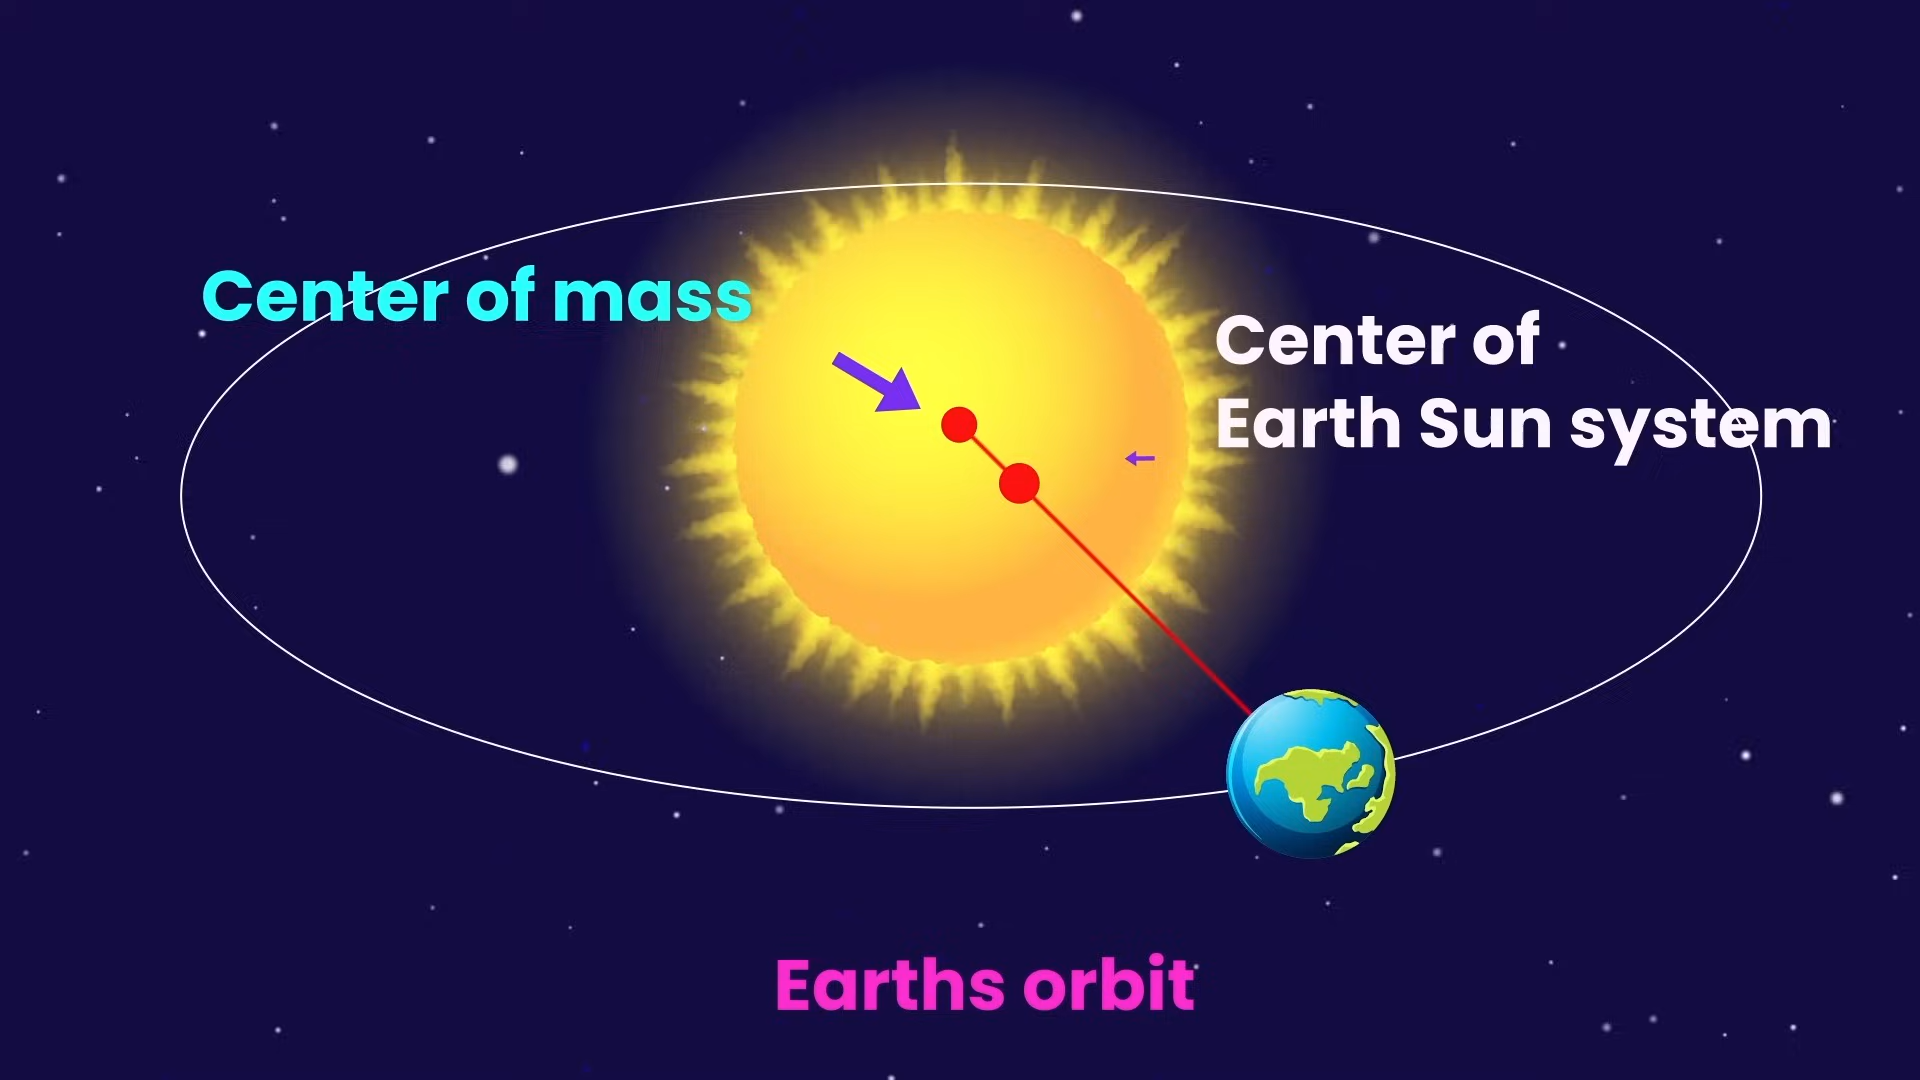 Center of mass
Center of
Earth Sun system
Earths orbit